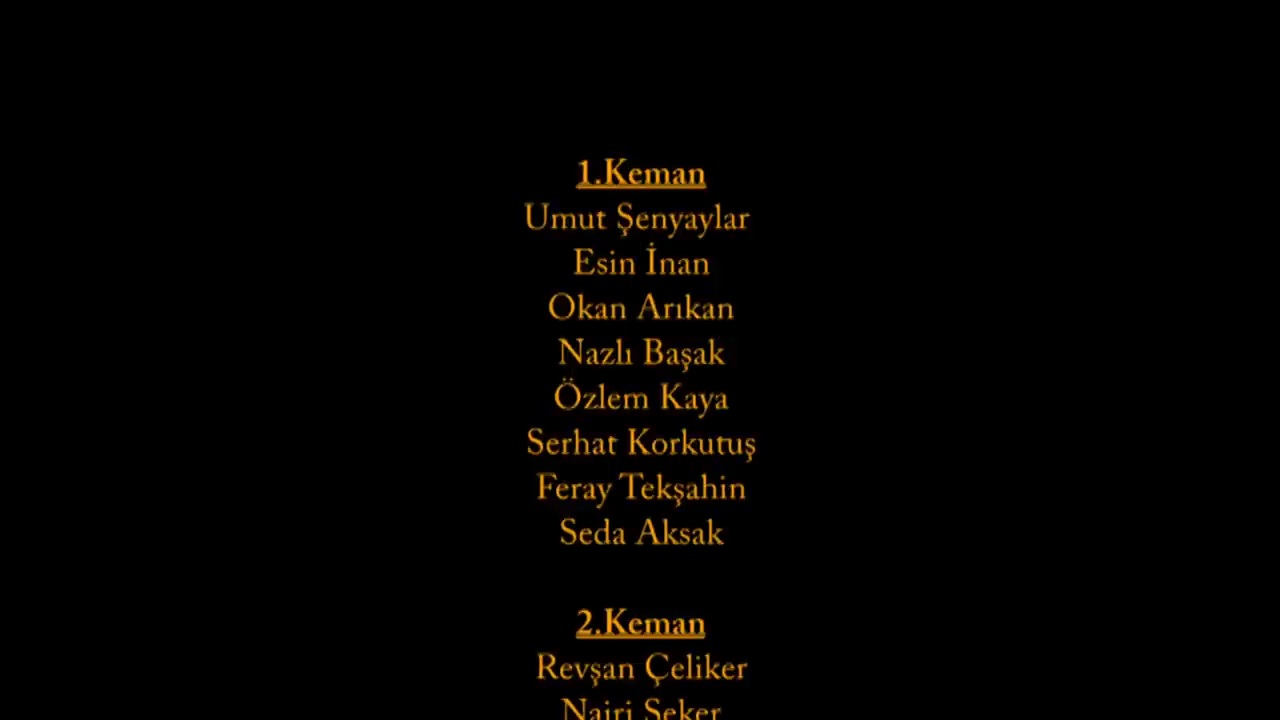 1.Keman
Umut Şenyaylar
Esin İnan
Okan Arıkan
Nazlı Başak
Özlem Kaya
Serhat Korkutuş
Feray Tekşahin
Seda Aksak
2.Keman
Revşan Çeliker
Nairi